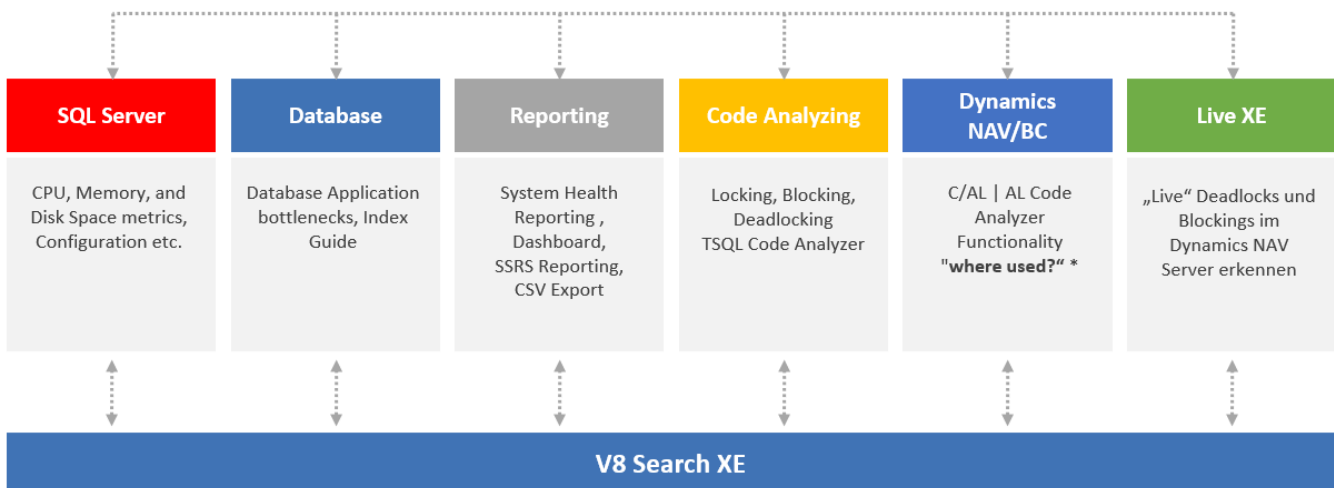 SQL Server
CPU, Memory, and
Disk Space metrics,
Configuration etc.
Database
Database Application
bottlenecks, Index
Guide
Reporting
System Health
Reporting ,
Dashboard,
SSRS Reporting,
CSV Export
Code Analyzing
Locking, Blocking,
Deadlocking
TSQL Code Analyzer
Dynamics
NAV/BC
C/AL | AL Code
Analyzer
Functionality
"where used?“ *
Live XE
„Live“ Deadlocks und
Blockings im
Dynamics NAV
Server erkennen
V8 Search XE